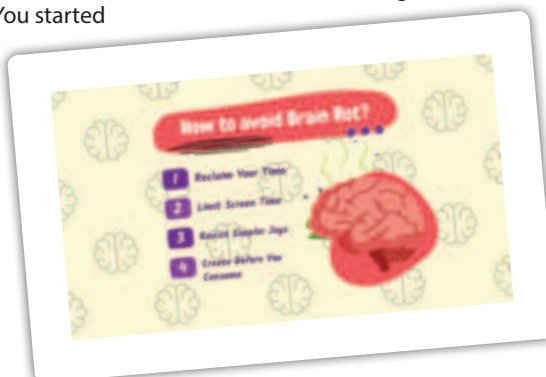 You started
How to avoid Brain Rot?
1 Reclaim Your Time
2 Limit Screen Time
3 Revisit Simpler Joys
4 Create Before You
Consume